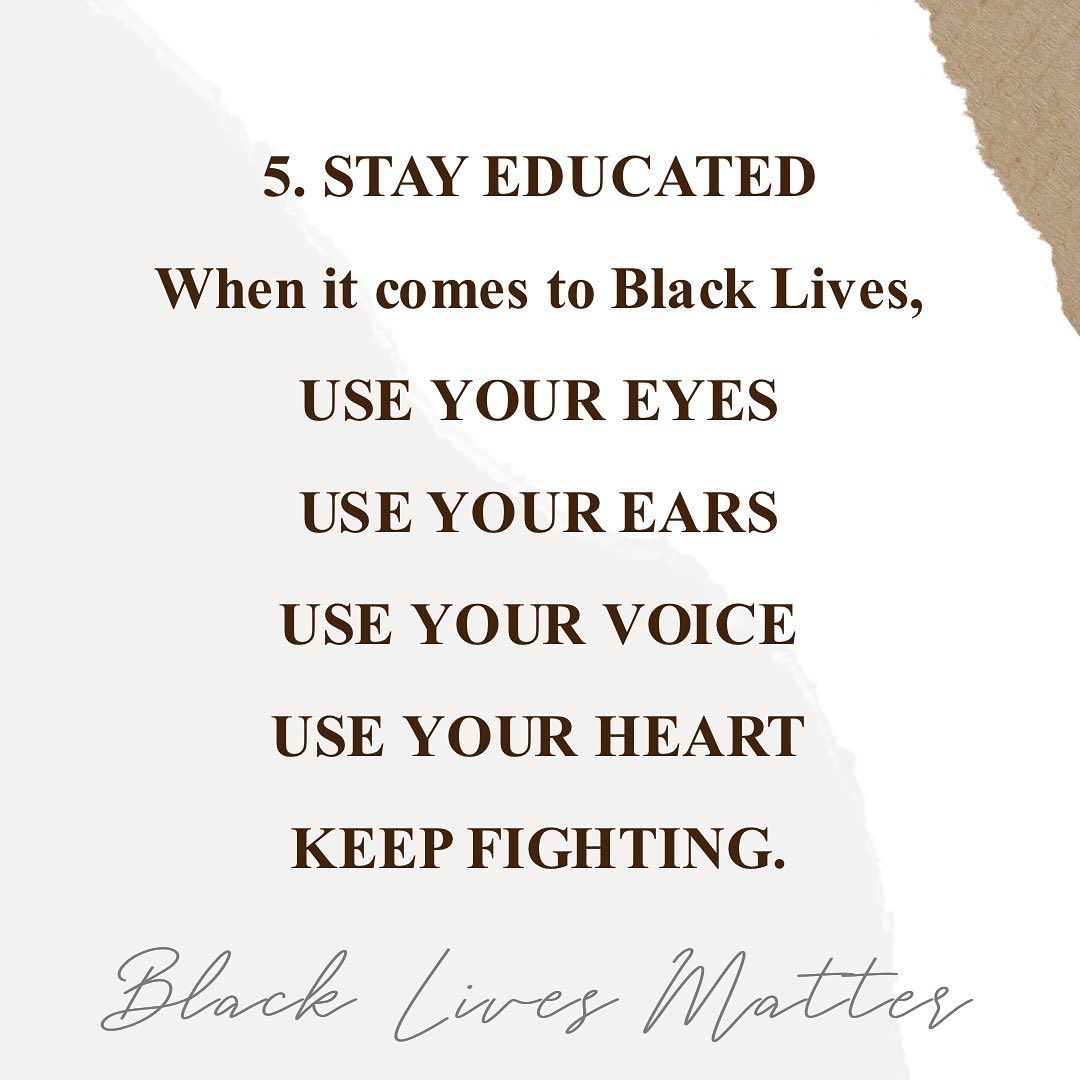 5. STAY EDUCATED
When it comes to Black Lives,
USE YOUR EYES
USE YOUR EARS
USE YOUR VOICE
USE YOUR HEART
KEEP FIGHTING.
Black Lives Matter